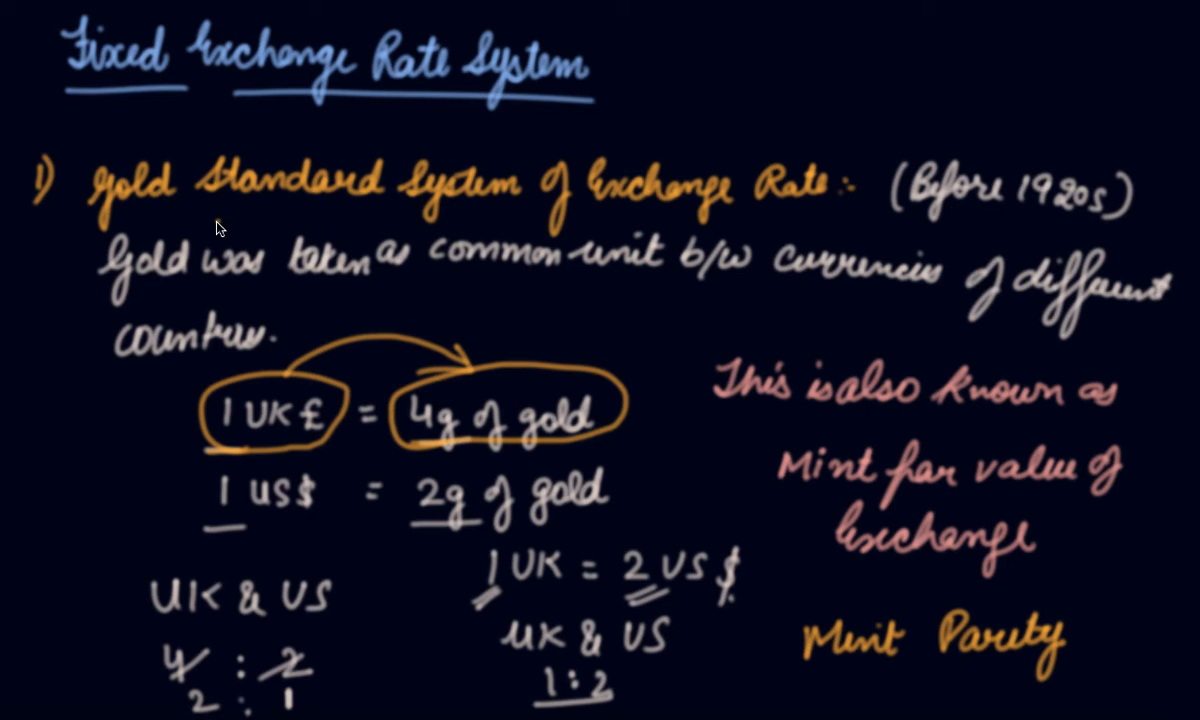 Fixed Exchange Rate System
1) Gold Standard System of Exchange Rate :- (Before 1920s)
Gold was taken as common unit b/w currencies of different
countries.
1 UK £ = 4g of gold
1 US $ = 2g of gold
This is also known as
Mint par value of
Exchange
1 UK = 2 US $
UK & US
4 : 2
2 : 1
UK & US
1 : 2
Mint Parity